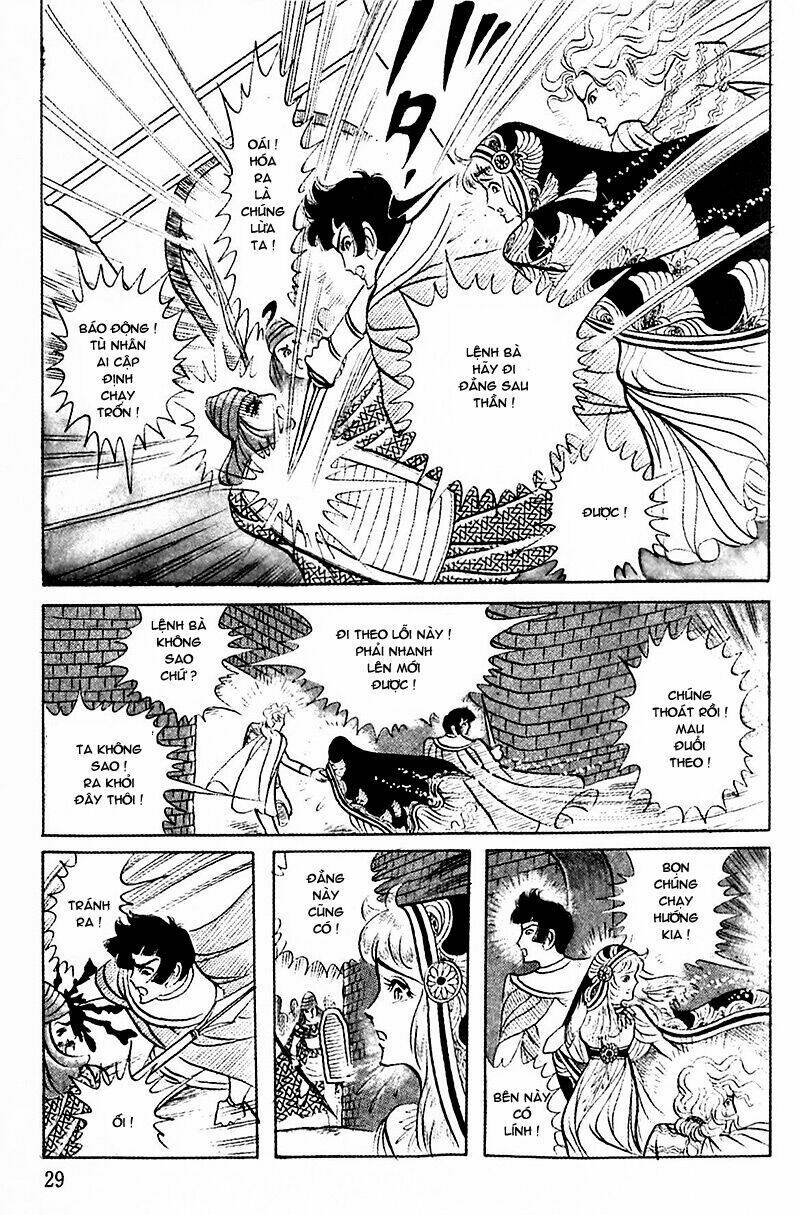 OÁI !
HÓA
RA
LÀ
CHÚNG
LỪA
TA !
BÁO ĐỘNG !
TÙ NHÂN
AI CẬP
ĐỊNH
CHẠY
TRỐN !
LỆNH BÀ
HÃY ĐI
ĐẰNG SAU
THẦN !
ĐƯỢC !
LỆNH BÀ
KHÔNG
SAO
CHỨ ?
ĐI THEO LỐI NÀY !
PHẢI NHANH
LÊN MỚI
ĐƯỢC !
TA KHÔNG
SAO !
RA KHỎI
ĐÂY THÔI !
CHÚNG
THOÁT RỒI !
MAU
ĐUỔI
THEO !
TRÁNH
RA !
ỐI !
ĐẰNG
NÀY
CŨNG
CÓ !
BỌN
CHÚNG
CHẠY
HƯỚNG
KIA !
BÊN NÀY
CÓ
LÍNH !
29